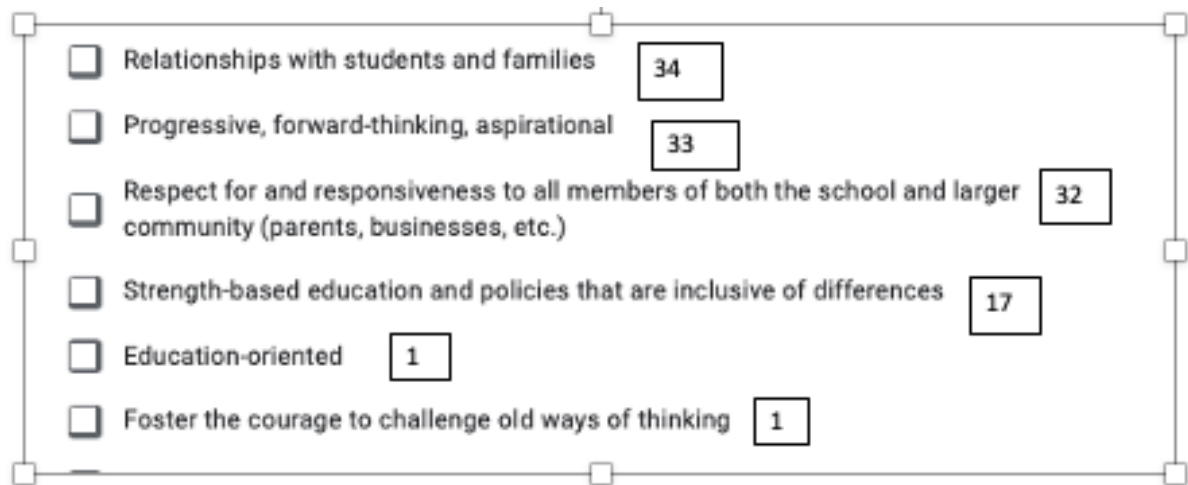 Relationships with students and families 34
Progressive, forward-thinking, aspirational 33
Respect for and responsiveness to all members of both the school and larger 32
community (parents, businesses, etc.)
Strength-based education and policies that are inclusive of differences 17
Education-oriented 1
Foster the courage to challenge old ways of thinking 1